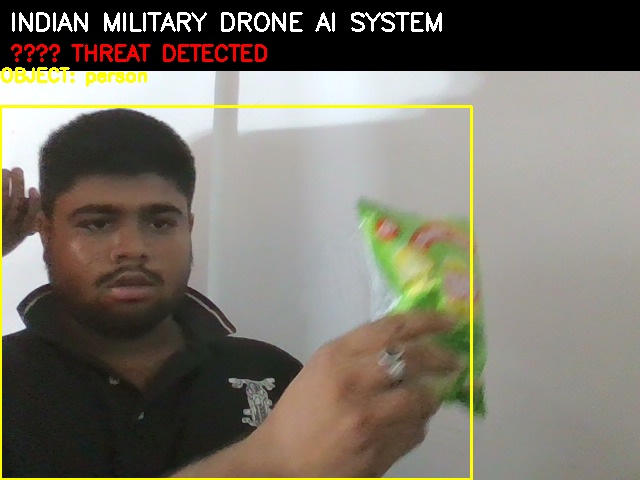 INDIAN MILITARY DRONE AI SYSTEM
???? THREAT DETECTED
OBJECT: person